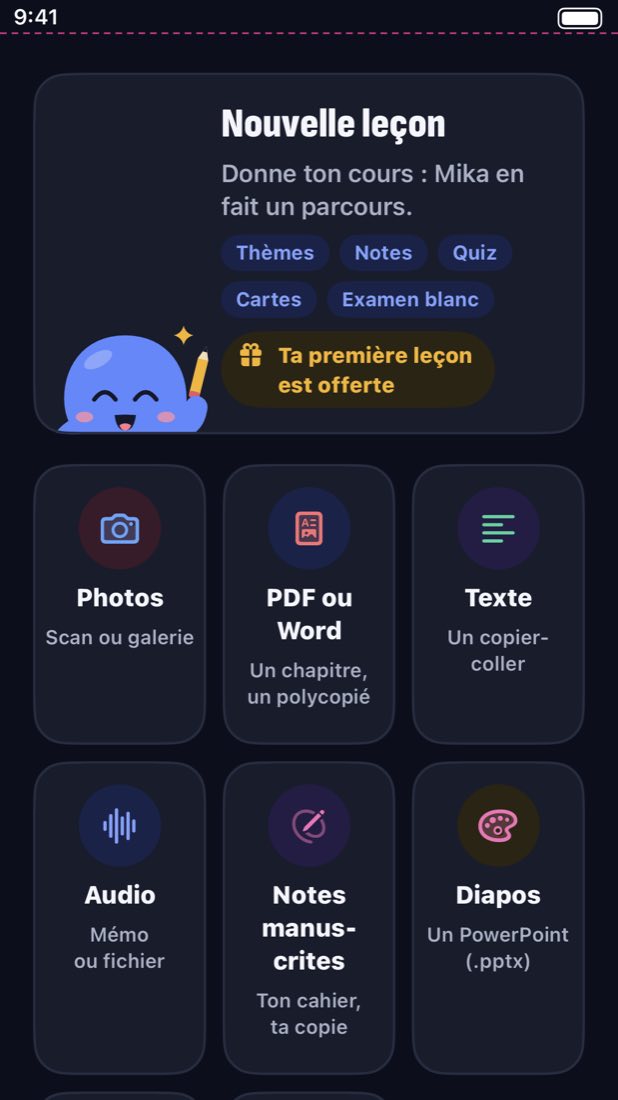 9:41
Nouvelle leçon
Donne ton cours : Mika en
fait un parcours.
Thèmes
Notes
Quiz
Cartes
Examen blanc
Ta première leçon
est offerte
Photos
Scan ou galerie
PDF ou
Word
Un chapitre,
un polycopié
Texte
Un copier-
coller
Audio
Mémo
ou fichier
Notes
manus-
crites
Ton cahier,
ta copie
Diapos
Un PowerPoint
(.pptx)